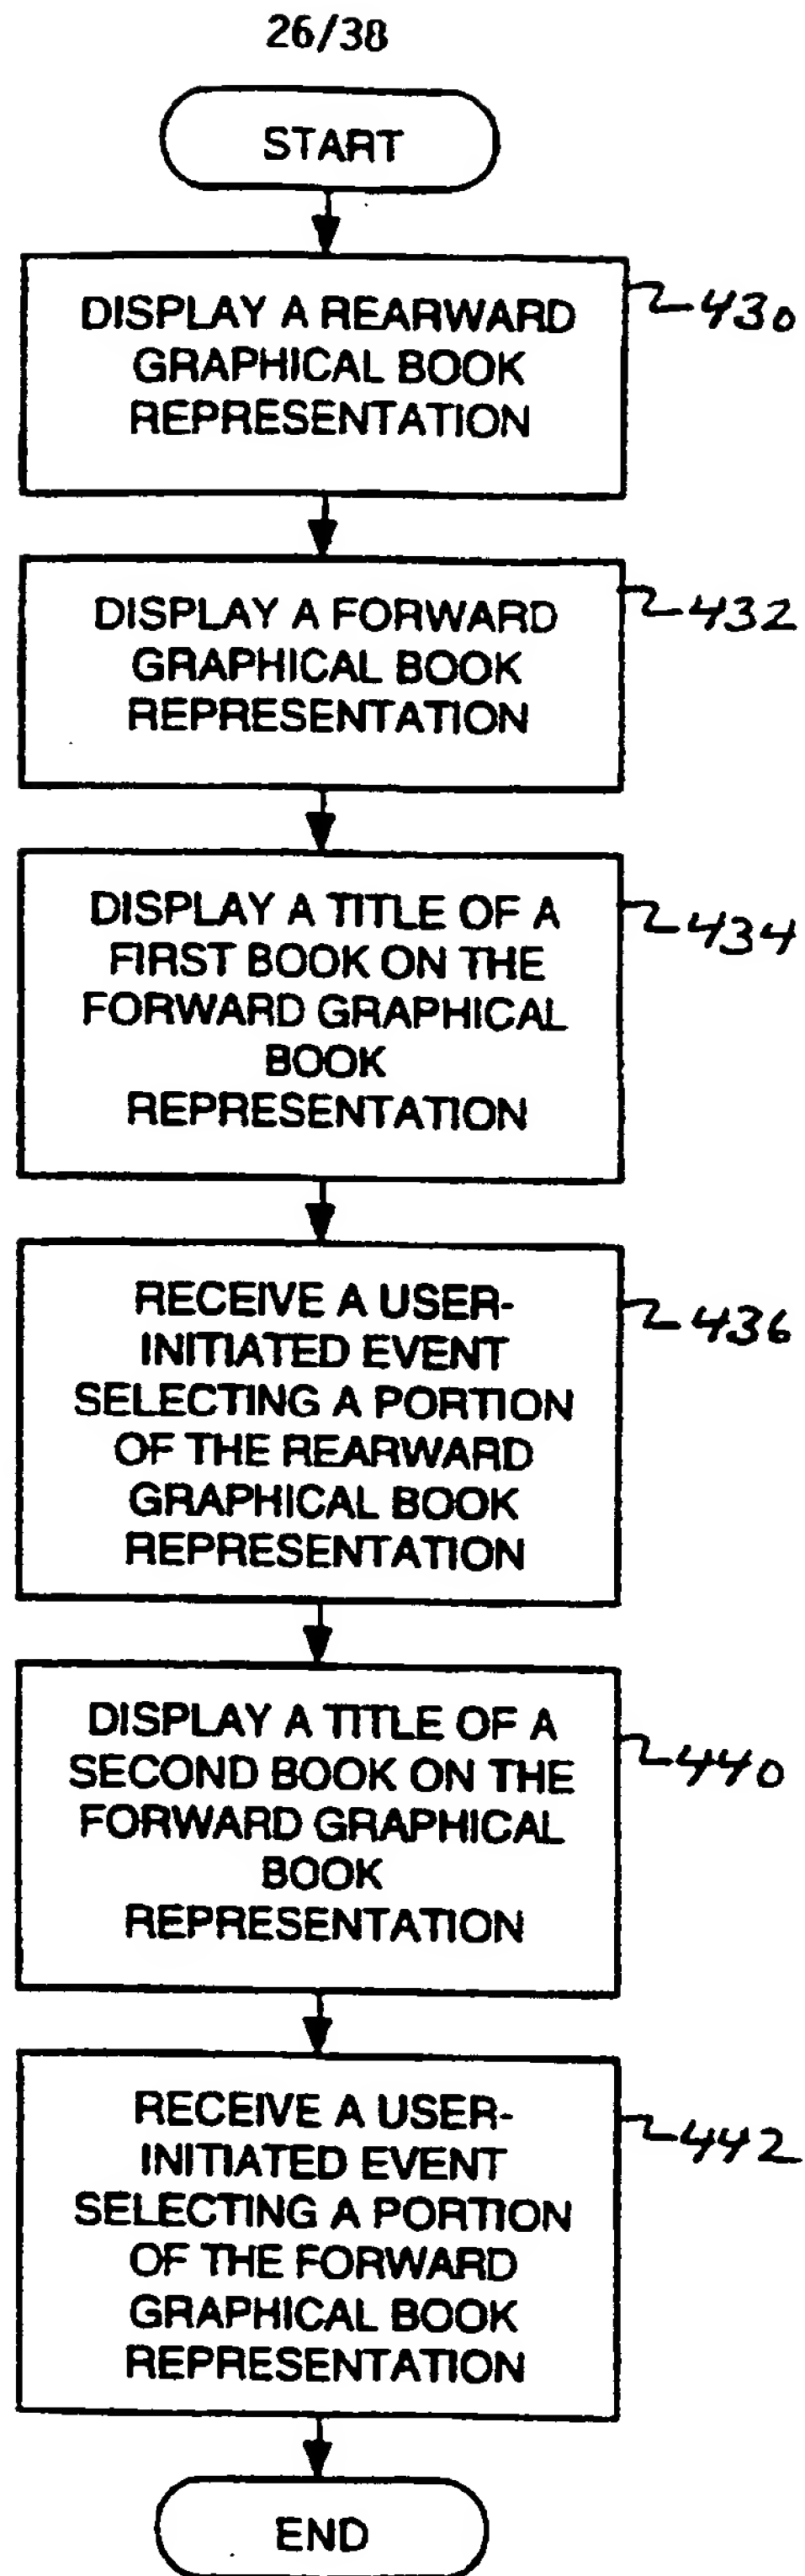 26/38
START
DISPLAY A REARWARD
GRAPHICAL BOOK
REPRESENTATION
430
DISPLAY A FORWARD
GRAPHICAL BOOK
REPRESENTATION
432
DISPLAY A TITLE OF A
FIRST BOOK ON THE
FORWARD GRAPHICAL
BOOK
REPRESENTATION
434
RECEIVE A USER-
INITIATED EVENT
SELECTING A PORTION
OF THE REARWARD
GRAPHICAL BOOK
REPRESENTATION
436
DISPLAY A TITLE OF A
SECOND BOOK ON THE
FORWARD GRAPHICAL
BOOK
REPRESENTATION
440
RECEIVE A USER-
INITIATED EVENT
SELECTING A PORTION
OF THE FORWARD
GRAPHICAL BOOK
REPRESENTATION
442
END